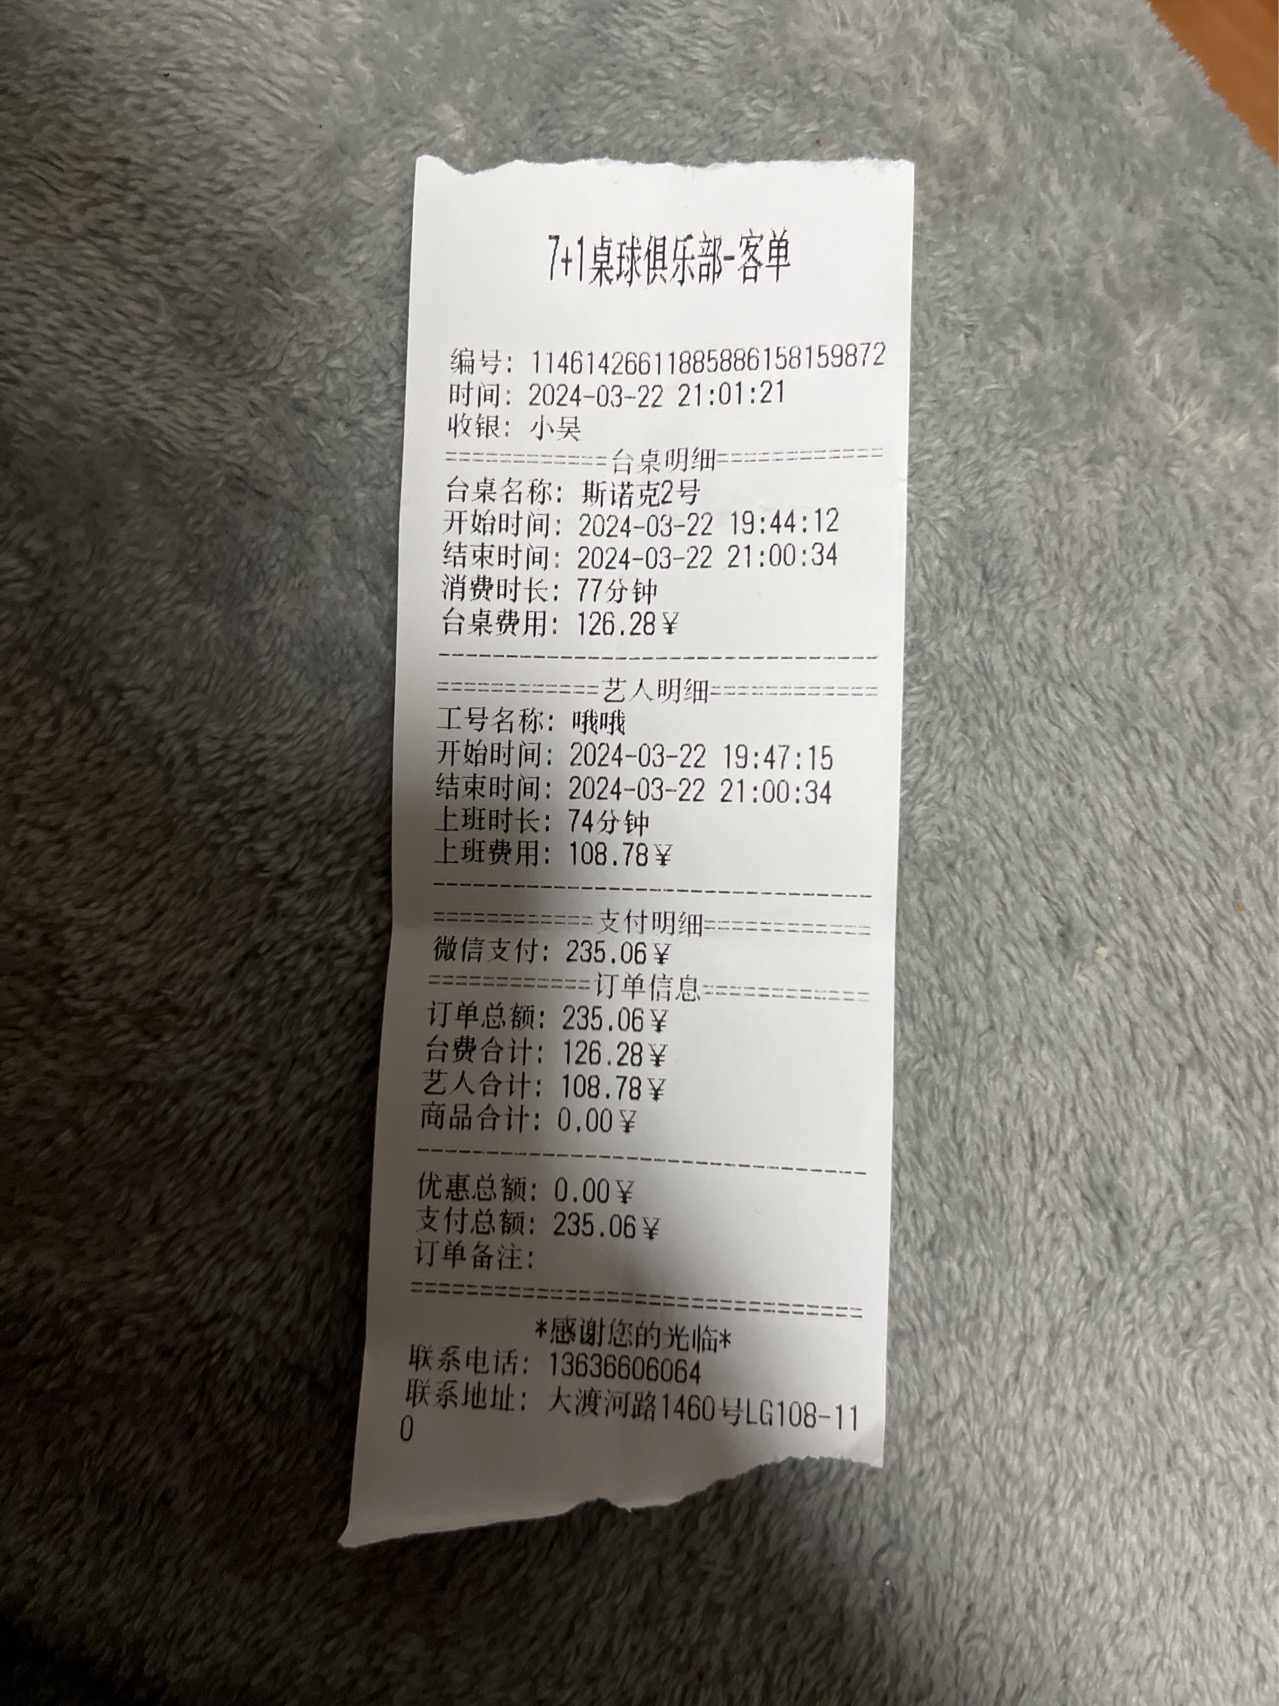 7+1桌球俱乐部-客单
编号: 11461426611885886158159872
时间: 2024-03-22 21:01:21
收银: 小吴
============台桌明细============
台桌名称: 斯诺克2号
开始时间: 2024-03-22 19:44:12
结束时间: 2024-03-22 21:00:34
消费时长: 77分钟
台桌费用: 126.28¥
--------------------------------
============艺人明细============
工号名称: 哦哦
开始时间: 2024-03-22 19:47:15
结束时间: 2024-03-22 21:00:34
上班时长: 74分钟
上班费用: 108.78¥
--------------------------------
============支付明细============
微信支付: 235.06¥
============订单信息============
订单总额: 235.06¥
台费合计: 126.28¥
艺人合计: 108.78¥
商品合计: 0.00¥
--------------------------------
优惠总额: 0.00¥
支付总额: 235.06¥
订单备注:
================================
*感谢您的光临*
联系电话: 13636606064
联系地址: 大渡河路1460号LG108-11
0